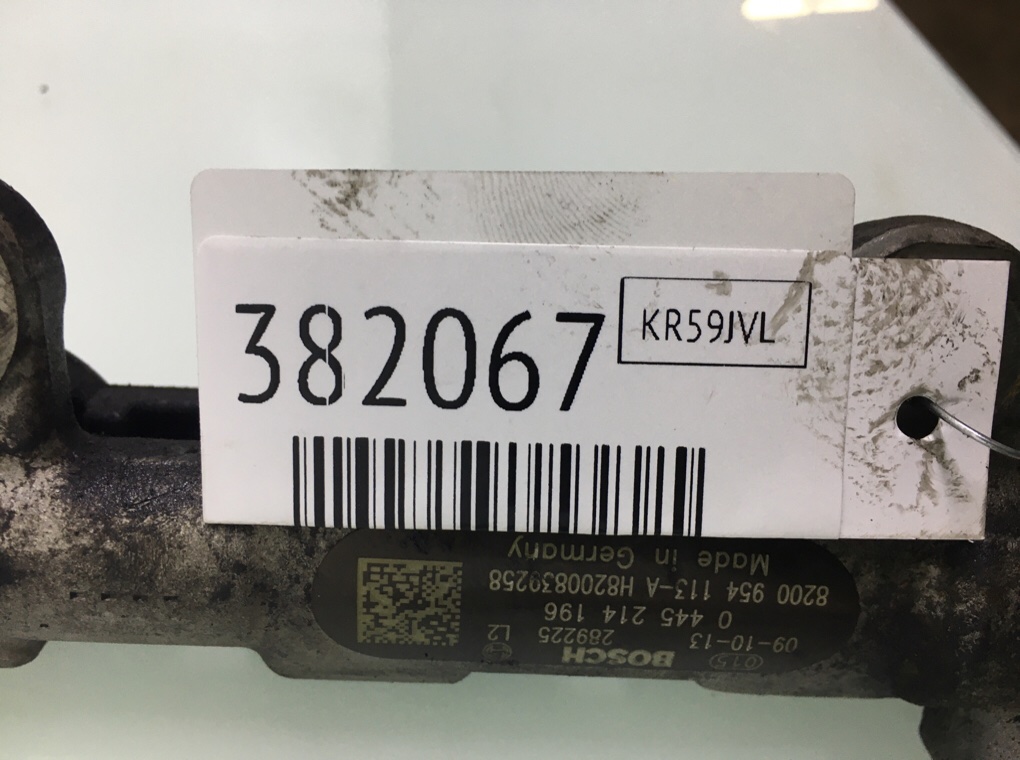 382067
KR59JVL
BOSCH 015
289225 L2 09-10-13
0 445 214 196
8200 954 113-A H8200839258
Made in Germany